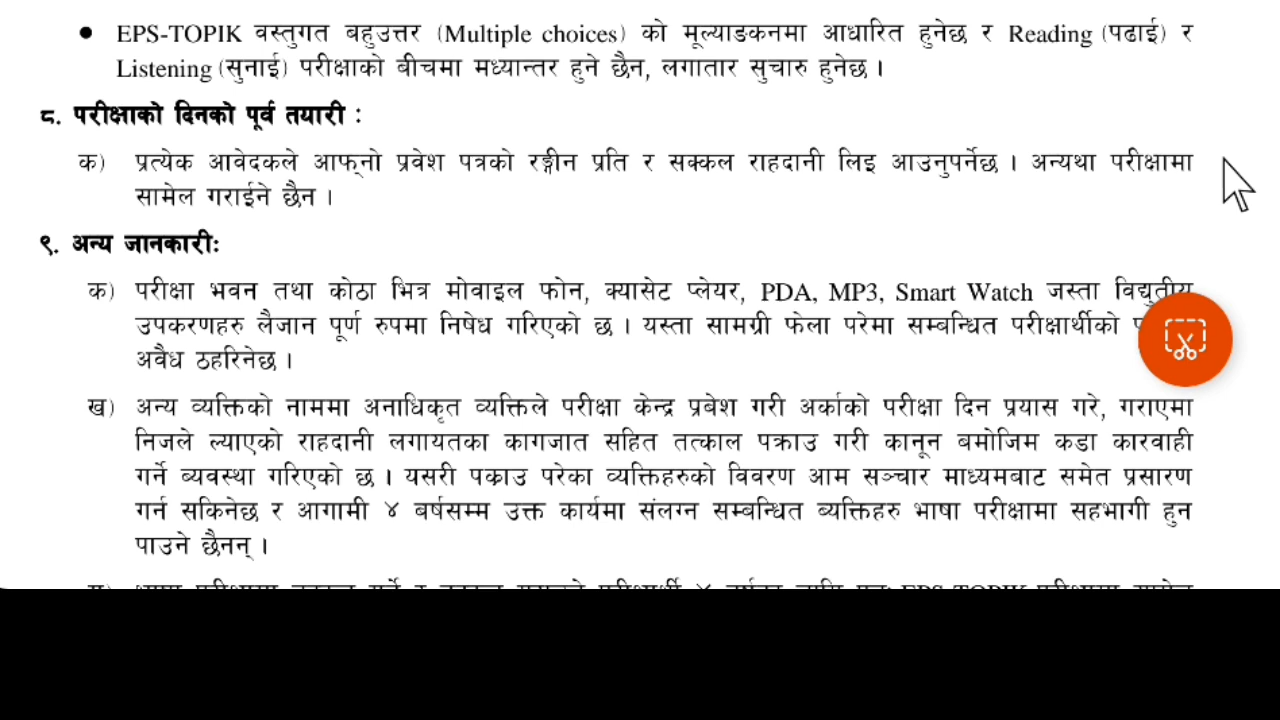 ● EPS-TOPIK वस्तुगत बहुउत्तर (Multiple choices) को मूल्याङकनमा आधारित हुनेछ र Reading (पढाई) र
Listening (सुनाई) परीक्षाको बीचमा मध्यान्तर हुने छैन, लगातार सुचारु हुनेछ ।
८. परीक्षाको दिनको पूर्व तयारी :
क) प्रत्येक आवेदकले आफ्‍नो प्रवेश पत्रको रङ्गीन प्रति र सक्कल राहदानी लिइ आउनुपर्नेछ । अन्यथा परीक्षामा
सामेल गराईने छैन ।
९. अन्य जानकारी:
क) परीक्षा भवन तथा कोठा भित्र मोवाइल फोन, क्यासेट प्लेयर, PDA, MP3, Smart Watch जस्ता विद्युतीय
उपकरणहरु लैजान पूर्ण रुपमा निषेध गरिएको छ । यस्ता सामग्री फेला परेमा सम्बन्धित परीक्षार्थीको
अवैध ठहरिनेछ ।
ख) अन्य व्यक्तिको नाममा अनाधिकृत व्यक्तिले परीक्षा केन्द्र प्रबेश गरी अर्काको परीक्षा दिन प्रयास गरे, गराएमा
निजले ल्याएको राहदानी लगायतका कागजात सहित तत्काल पक्राउ गरी कानून बमोजिम कडा कारवाही
गर्ने ब्यवस्था गरिएको छ । यसरी पक्राउ परेका व्यक्तिहरुको विवरण आम सञ्चार माध्यमबाट समेत प्रसारण
गर्न सकिनेछ र आगामी ४ बर्षसम्म उक्त कार्यमा संलग्न सम्बन्धित ब्यक्तिहरु भाषा परीक्षामा सहभागी हुन
पाउने छैनन् ।